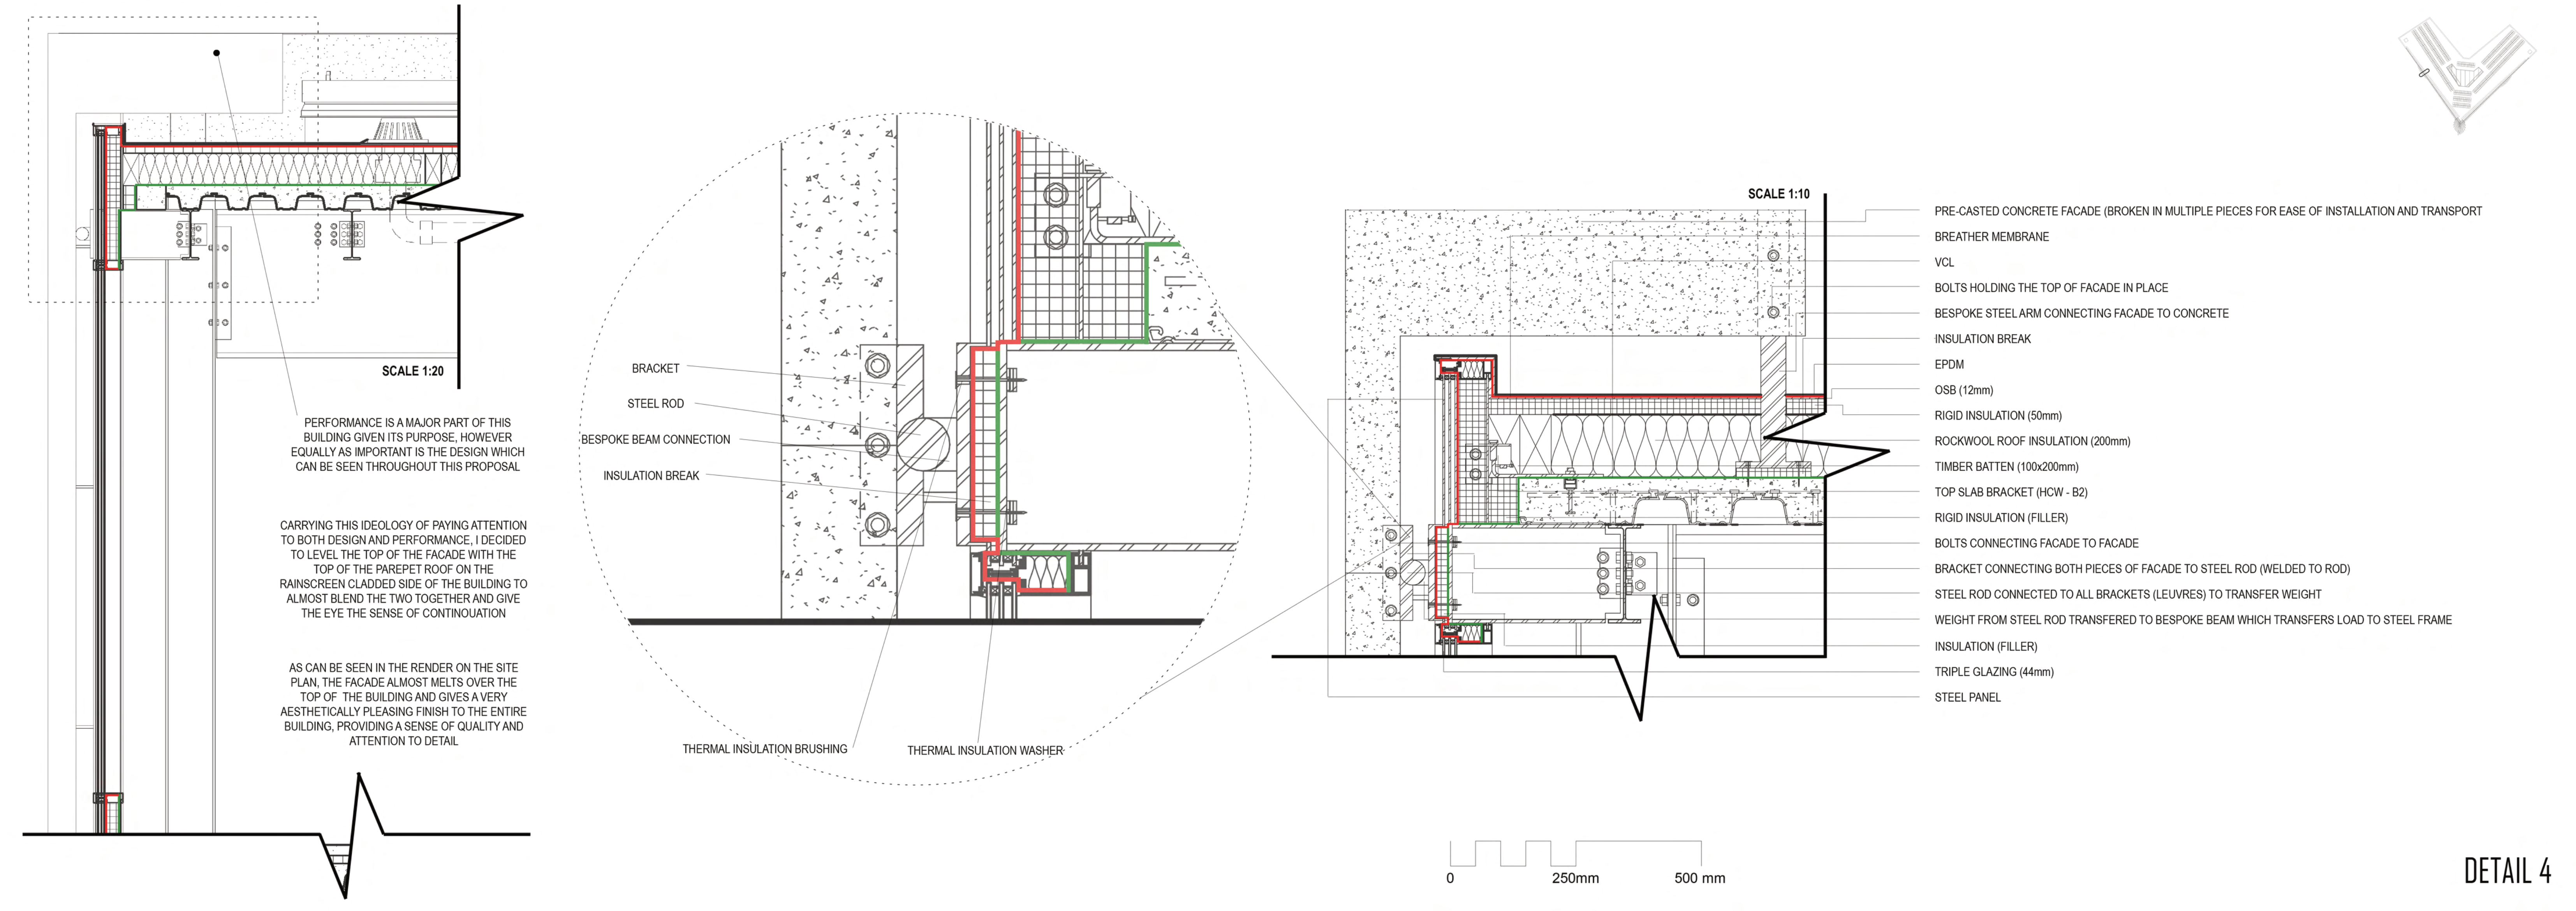 SCALE 1:20
PERFORMANCE IS A MAJOR PART OF THIS
BUILDING GIVEN ITS PURPOSE, HOWEVER
EQUALLY AS IMPORTANT IS THE DESIGN WHICH
CAN BE SEEN THROUGHOUT THIS PROPOSAL
CARRYING THIS IDEOLOGY OF PAYING ATTENTION
TO BOTH DESIGN AND PERFORMANCE, I DECIDED
TO LEVEL THE TOP OF THE FACADE WITH THE
TOP OF THE PAREPET ROOF ON THE
RAINSCREEN CLADDED SIDE OF THE BUILDING TO
ALMOST BLEND THE TWO TOGETHER AND GIVE
THE EYE THE SENSE OF CONTINOUATION
AS CAN BE SEEN IN THE RENDER ON THE SITE
PLAN, THE FACADE ALMOST MELTS OVER THE
TOP OF THE BUILDING AND GIVES A VERY
AESTHETICALLY PLEASING FINISH TO THE ENTIRE
BUILDING, PROVIDING A SENSE OF QUALITY AND
ATTENTION TO DETAIL
BRACKET
STEEL ROD
BESPOKE BEAM CONNECTION
INSULATION BREAK
THERMAL INSULATION BRUSHING
THERMAL INSULATION WASHER
SCALE 1:10
PRE-CASTED CONCRETE FACADE (BROKEN IN MULTIPLE PIECES FOR EASE OF INSTALLATION AND TRANSPORT
BREATHER MEMBRANE
VCL
BOLTS HOLDING THE TOP OF FACADE IN PLACE
BESPOKE STEEL ARM CONNECTING FACADE TO CONCRETE
INSULATION BREAK
EPDM
OSB (12mm)
RIGID INSULATION (50mm)
ROCKWOOL ROOF INSULATION (200mm)
TIMBER BATTEN (100x200mm)
TOP SLAB BRACKET (HCW - B2)
RIGID INSULATION (FILLER)
BOLTS CONNECTING FACADE TO FACADE
BRACKET CONNECTING BOTH PIECES OF FACADE TO STEEL ROD (WELDED TO ROD)
STEEL ROD CONNECTED TO ALL BRACKETS (LEUVRES) TO TRANSFER WEIGHT
WEIGHT FROM STEEL ROD TRANSFERED TO BESPOKE BEAM WHICH TRANSFERS LOAD TO STEEL FRAME
INSULATION (FILLER)
TRIPLE GLAZING (44mm)
STEEL PANEL
0 250mm 500 mm
DETAIL 4